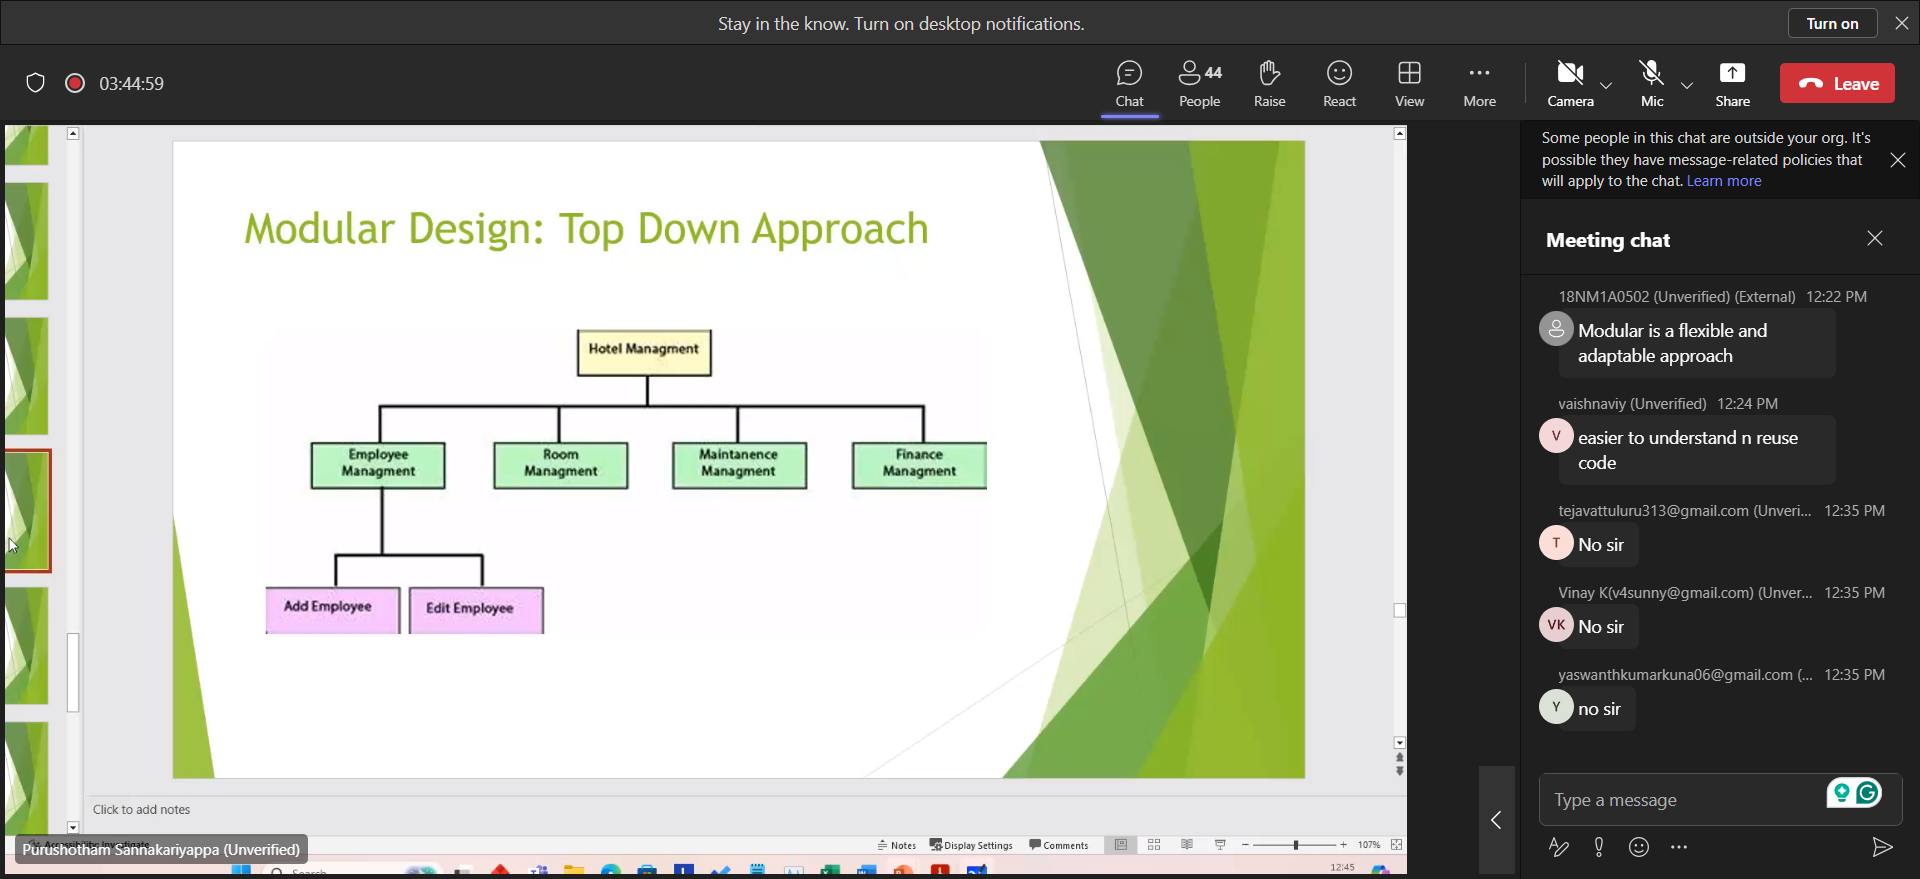 Stay in the know. Turn on desktop notifications.
Turn on
03:44:59
Chat
44
People
Raise
React
View
More
Camera
Mic
Share
Leave
Modular Design: Top Down Approach
Hotel Managment
Employee
Managment
Room
Managment
Maintanence
Managment
Finance
Managment
Add Employee
Edit Employee
Click to add notes
Purushotham Sannakariyappa (Unverified)
Notes
Display Settings
Comments
107%
Search
12:45
Some people in this chat are outside your org. It's
possible they have message-related policies that
will apply to the chat. Learn more
Meeting chat
18NM1A0502 (Unverified) (External) 12:22 PM
Modular is a flexible and
adaptable approach
vaishnaviy (Unverified) 12:24 PM
V
easier to understand n reuse
code
tejavattuluru313@gmail.com (Unveri... 12:35 PM
T
No sir
Vinay K(v4sunny@gmail.com) (Unver... 12:35 PM
VK
No sir
yaswanthkumarkuna06@gmail.com (... 12:35 PM
Y
no sir
Type a message